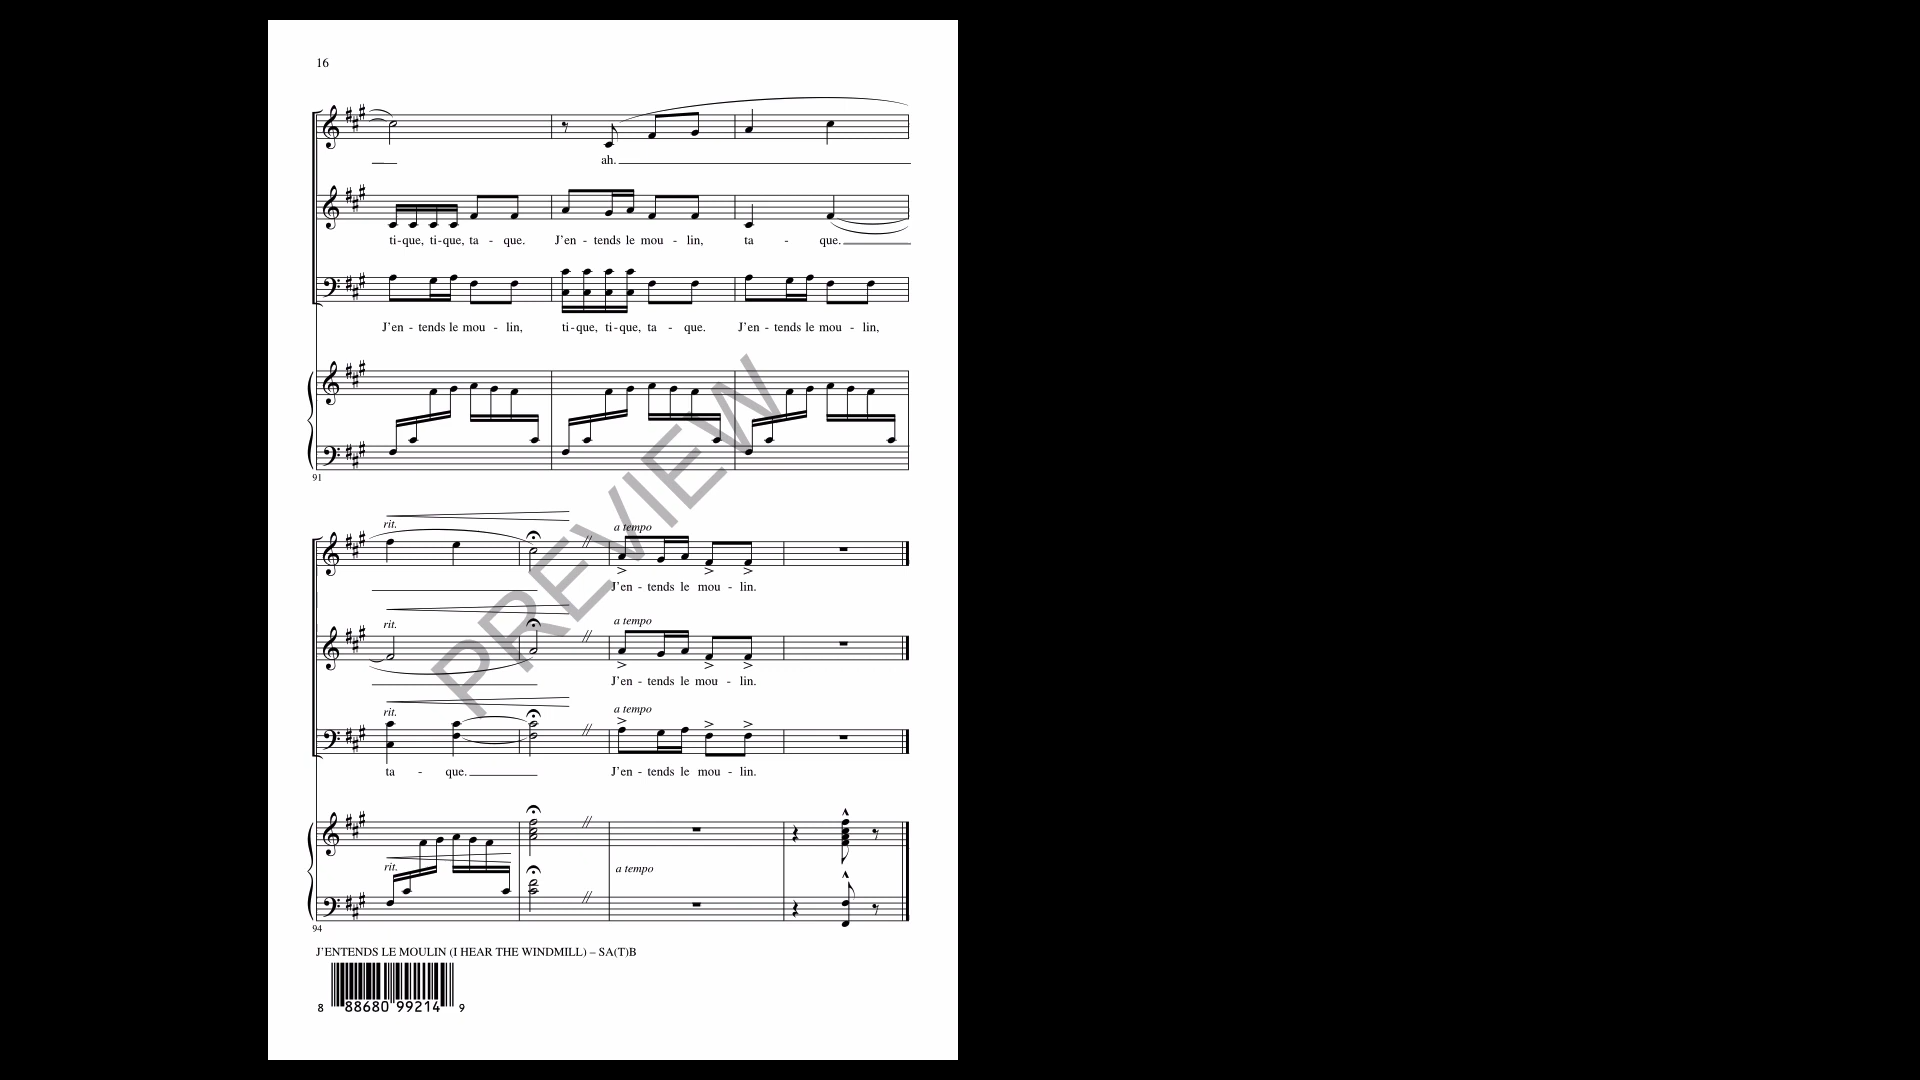 16
ah.
ti-que, ti-que, ta - que. J'en - tends le mou - lin, ta - que.
J'en - tends le mou - lin, ti-que, ti-que, ta - que. J'en - tends le mou - lin,
91
rit. a tempo
J'en - tends le mou - lin.
rit. a tempo
J'en - tends le mou - lin.
rit. a tempo
ta - que. J'en - tends le mou - lin.
rit. a tempo
94
PREVIEW
J'ENTENDS LE MOULIN (I HEAR THE WINDMILL) – SA(T)B
8 88680 99214 9